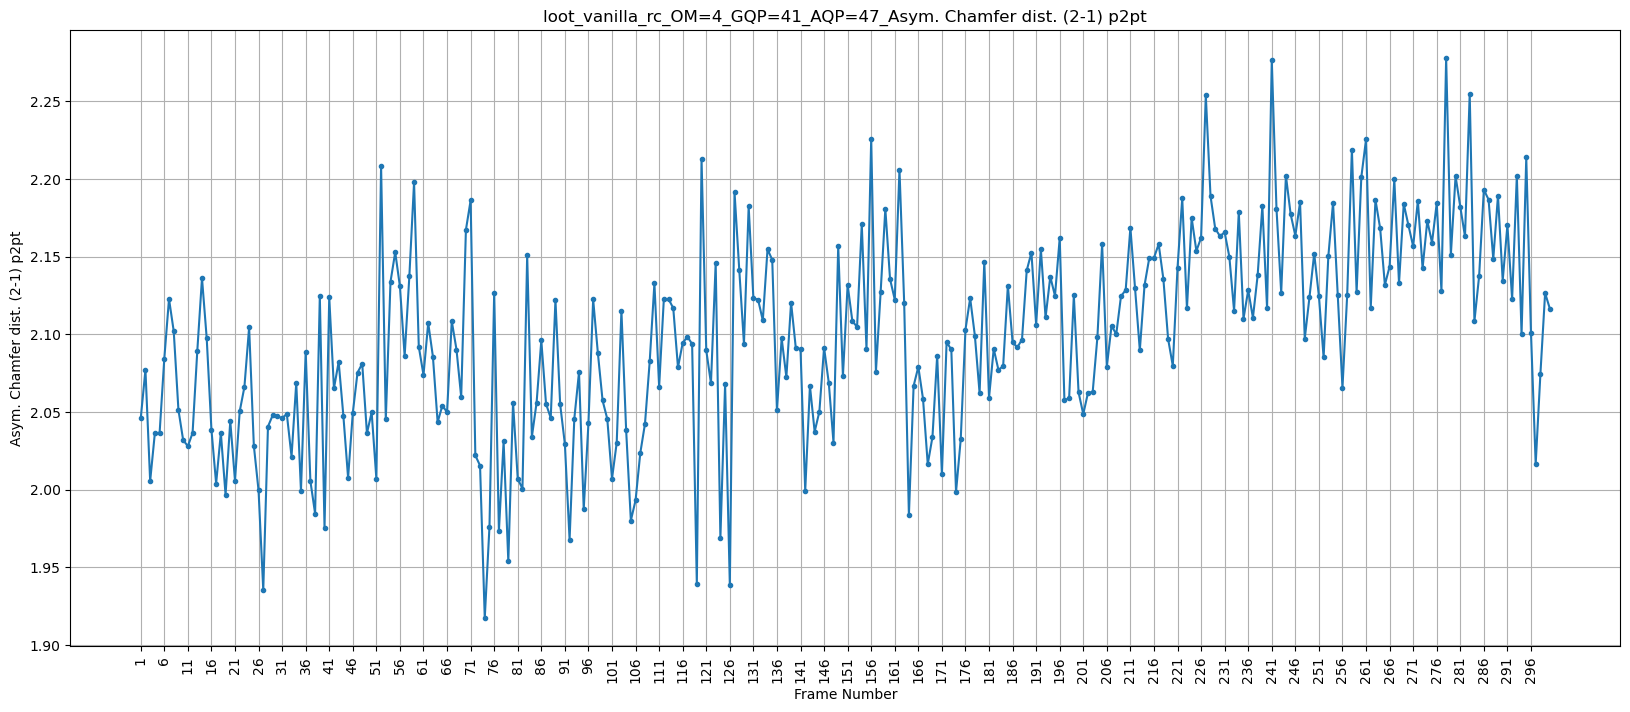 loot_vanilla_rc_OM=4_GQP=41_AQP=47_Asym. Chamfer dist. (2-1) p2pt
Asym. Chamfer dist. (2-1) p2pt
2.25
2.20
2.15
2.10
2.05
2.00
1.95
1.90
1 6 11 16 21 26 31 36 41 46 51 56 61 66 71 76 81 86 91 96 101 106 111 116 121 126 131 136 141 146 151 156 161 166 171 176 181 186 191 196 201 206 211 216 221 226 231 236 241 246 251 256 261 266 271 276 281 286 291 296
Frame Number